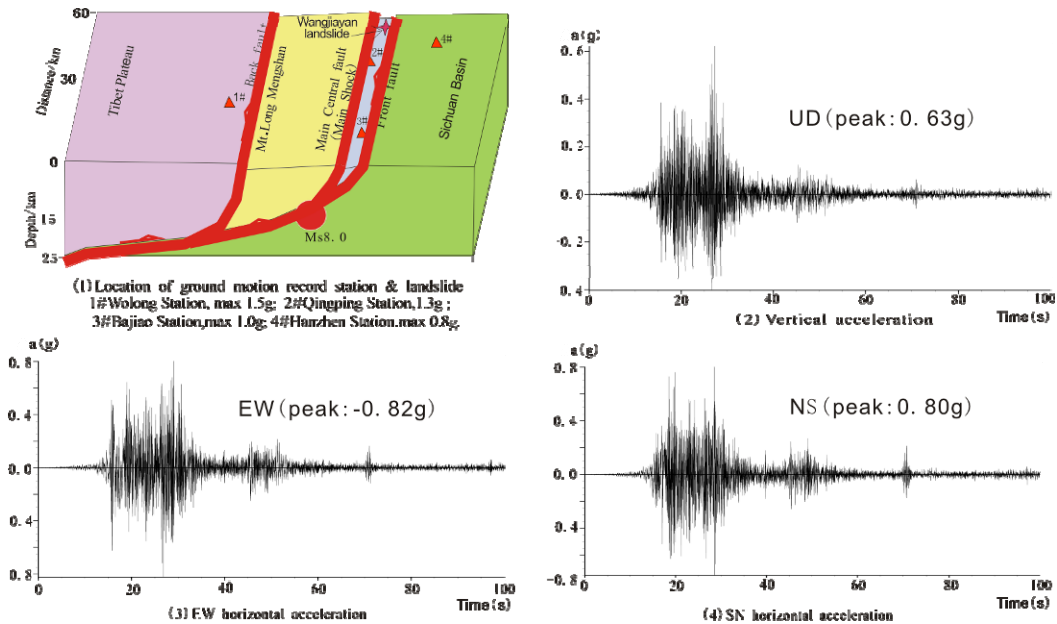 60
30
0
15
25
Distance/km
Depth/km
Tibet Plateau
1#
Back fault
Mt.Long Mengshan
Main Central fault
(Main Shock)
Wangjiayan
landslide
2#
3#
Front fault
4#
Sichuan Basin
Ms8. 0
(1)Location of ground motion record station & landslide
1#Wolong Station, max 1.5g; 2#Qingping Station,1.3g ;
3#Bajiao Station,max 1.0g; 4#Hanzhen Station.max 0.8g.
a(g)
0.6
0.4
0.2
0.0
-0.2
0.4
UD(peak:0. 63g)
0
20
40
60
80
100
(2) Vertical acceleration
Time(s)
a(g)
0.8
0.4
0.0
0.4
0.8
EW(peak:-0. 82g)
0
20
40
60
80
100
(3) EW horizontal acceleration
Time(s)
a(g)
0.8
0.4
0.0
-0.4
-0.8
NS(peak:0. 80g)
0
20
40
60
80
100
(4) SN horizontal acceleration
Time(s)